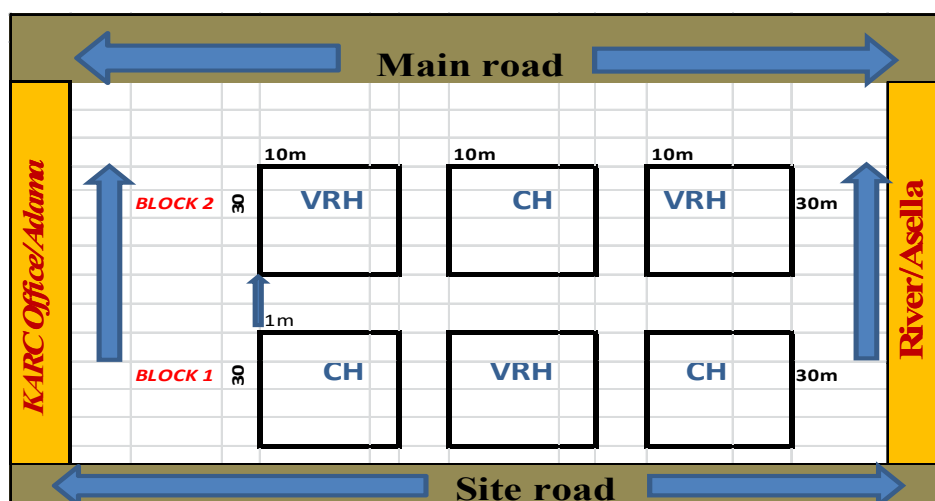 Main road
KARC Office/Adama
10m 10m 10m
BLOCK 2 30 VRH CH VRH 30m
1m
BLOCK 1 30 CH VRH CH 30m
River/Asella
Site road